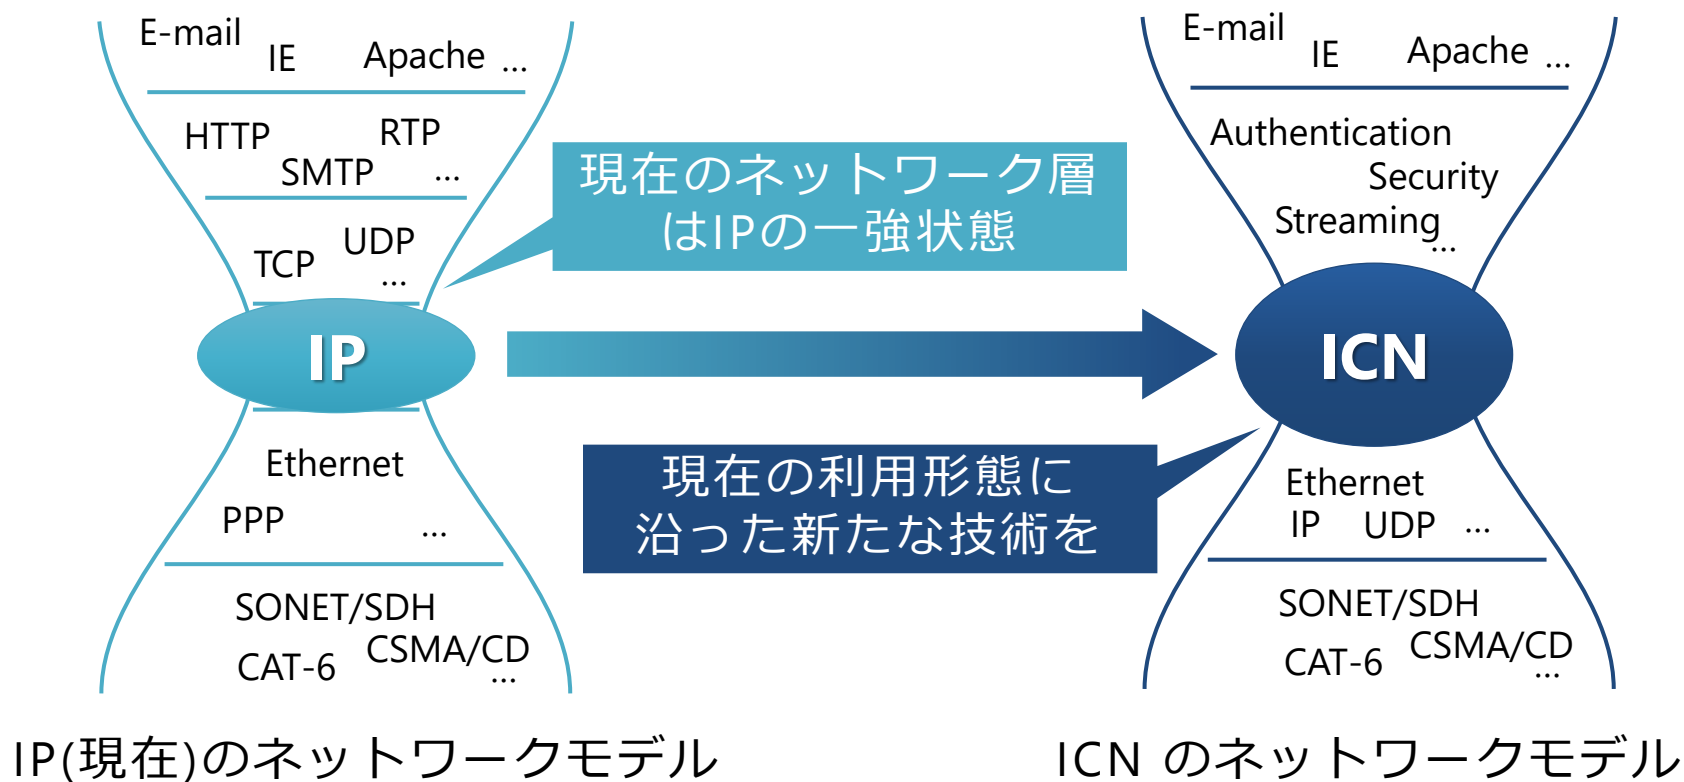 E-mail
IE
Apache ...
HTTP
RTP
SMTP
...
TCP
UDP
...
IP
Ethernet
PPP
...
SONET/SDH
CAT-6
CSMA/CD
...
IP(現在)のネットワークモデル
現在のネットワーク層
はIPの一強状態
現在の利用形態に
沿った新たな技術を
E-mail
IE
Apache ...
Authentication
Security
Streaming
...
ICN
Ethernet
IP UDP ...
SONET/SDH
CAT-6
CSMA/CD
...
ICN のネットワークモデル